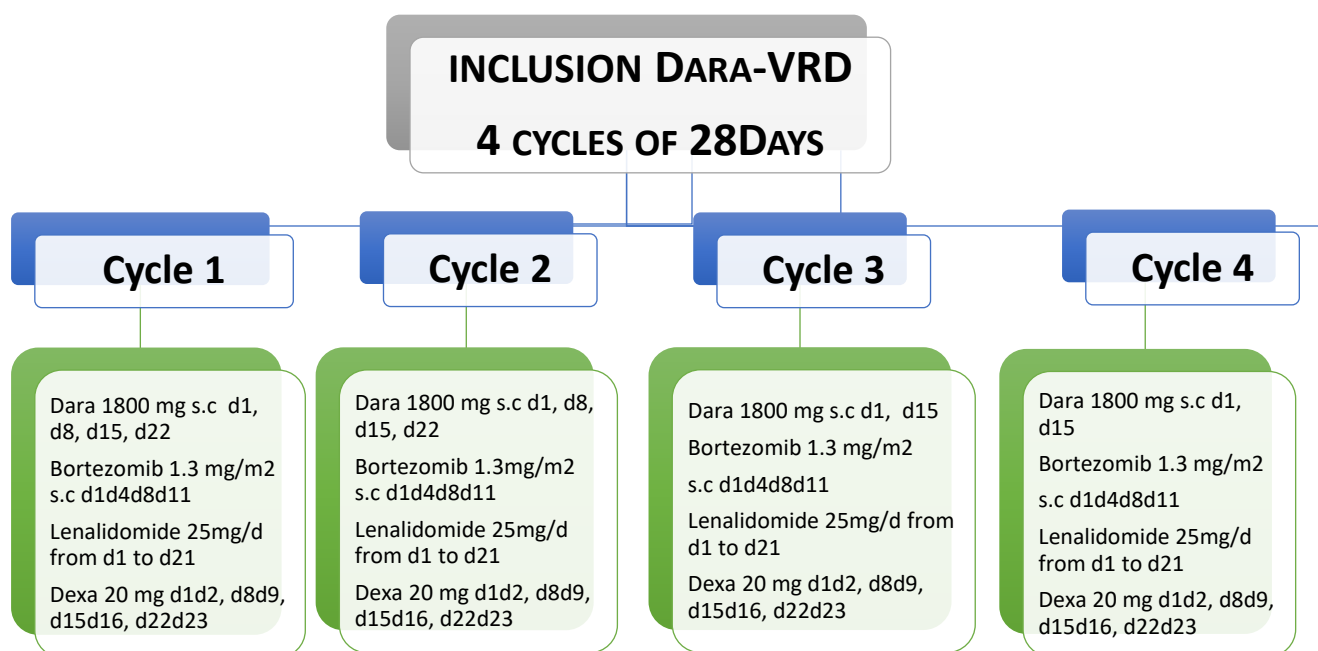 INCLUSION DARA-VRD
4 CYCLES OF 28DAYS
Cycle 1
Cycle 2
Cycle 3
Cycle 4
Dara 1800 mg s.c d1,
d8, d15, d22
Bortezomib 1.3 mg/m2
s.c d1d4d8d11
Lenalidomide 25mg/d
from d1 to d21
Dexa 20 mg d1d2, d8d9,
d15d16, d22d23
Dara 1800 mg s.c d1, d8,
d15, d22
Bortezomib 1.3mg/m2
s.c d1d4d8d11
Lenalidomide 25mg/d
from d1 to d21
Dexa 20 mg d1d2, d8d9,
d15d16, d22d23
Dara 1800 mg s.c d1, d15
Bortezomib 1.3 mg/m2
s.c d1d4d8d11
Lenalidomide 25mg/d from
d1 to d21
Dexa 20 mg d1d2, d8d9,
d15d16, d22d23
Dara 1800 mg s.c d1,
d15
Bortezomib 1.3 mg/m2
s.c d1d4d8d11
Lenalidomide 25mg/d
from d1 to d21
Dexa 20 mg d1d2, d8d9,
d15d16, d22d23